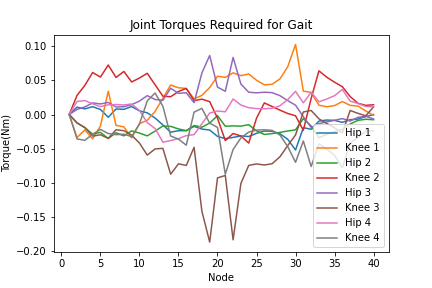 Joint Torques Required for Gait
Torque(Nm)
0.10
0.05
0.00
−0.05
−0.10
−0.15
−0.20
Hip 1
Knee 1
Hip 2
Knee 2
Hip 3
Knee 3
Hip 4
Knee 4
0 5 10 15 20 25 30 35 40
Node